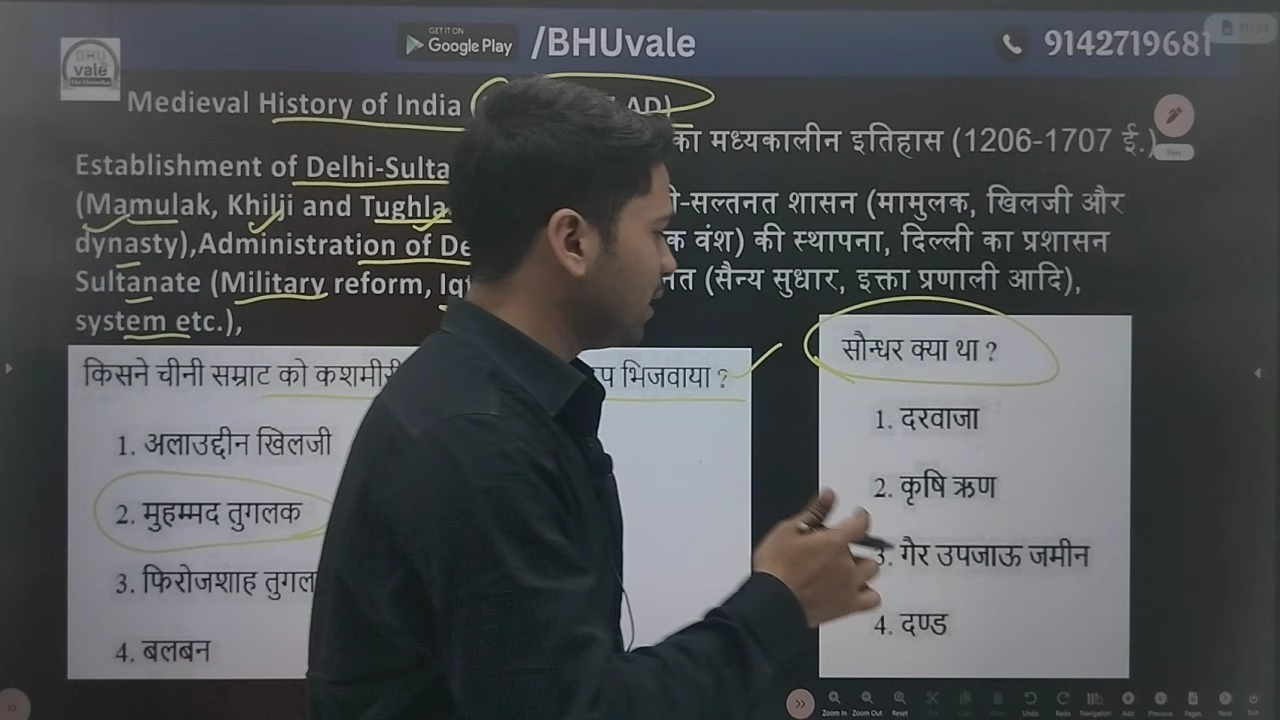 GET IT ON
Google Play
/BHUvale
9142719681
11/34
BHU
vale
Medieval History of India
AD)
का मध्यकालीन इतिहास (1206-1707 ई.)
Pen
Establishment of Delhi-Sulta
(Mamulak, Khilji and Tughla
-सल्तनत शासन (मामुलक, खिलजी और
dynasty),Administration of De
क वंश) की स्थापना, दिल्ली का प्रशासन
Sultanate (Military reform, Iq
नत (सैन्य सुधार, इक्ता प्रणाली आदि),
system etc.),
किसने चीनी सम्राट को कशमीरी
प भिजवाया ?
1. अलाउद्दीन खिलजी
2. मुहम्मद तुगलक
3. फिरोजशाह तुगल
4. बलबन
सौन्धर क्या था ?
1. दरवाजा
2. कृषि ऋण
3. गैर उपजाऊ जमीन
4. दण्ड
Zoom In Zoom Out Reset Undo Redo Navigation Add Previous Pages Next Exit